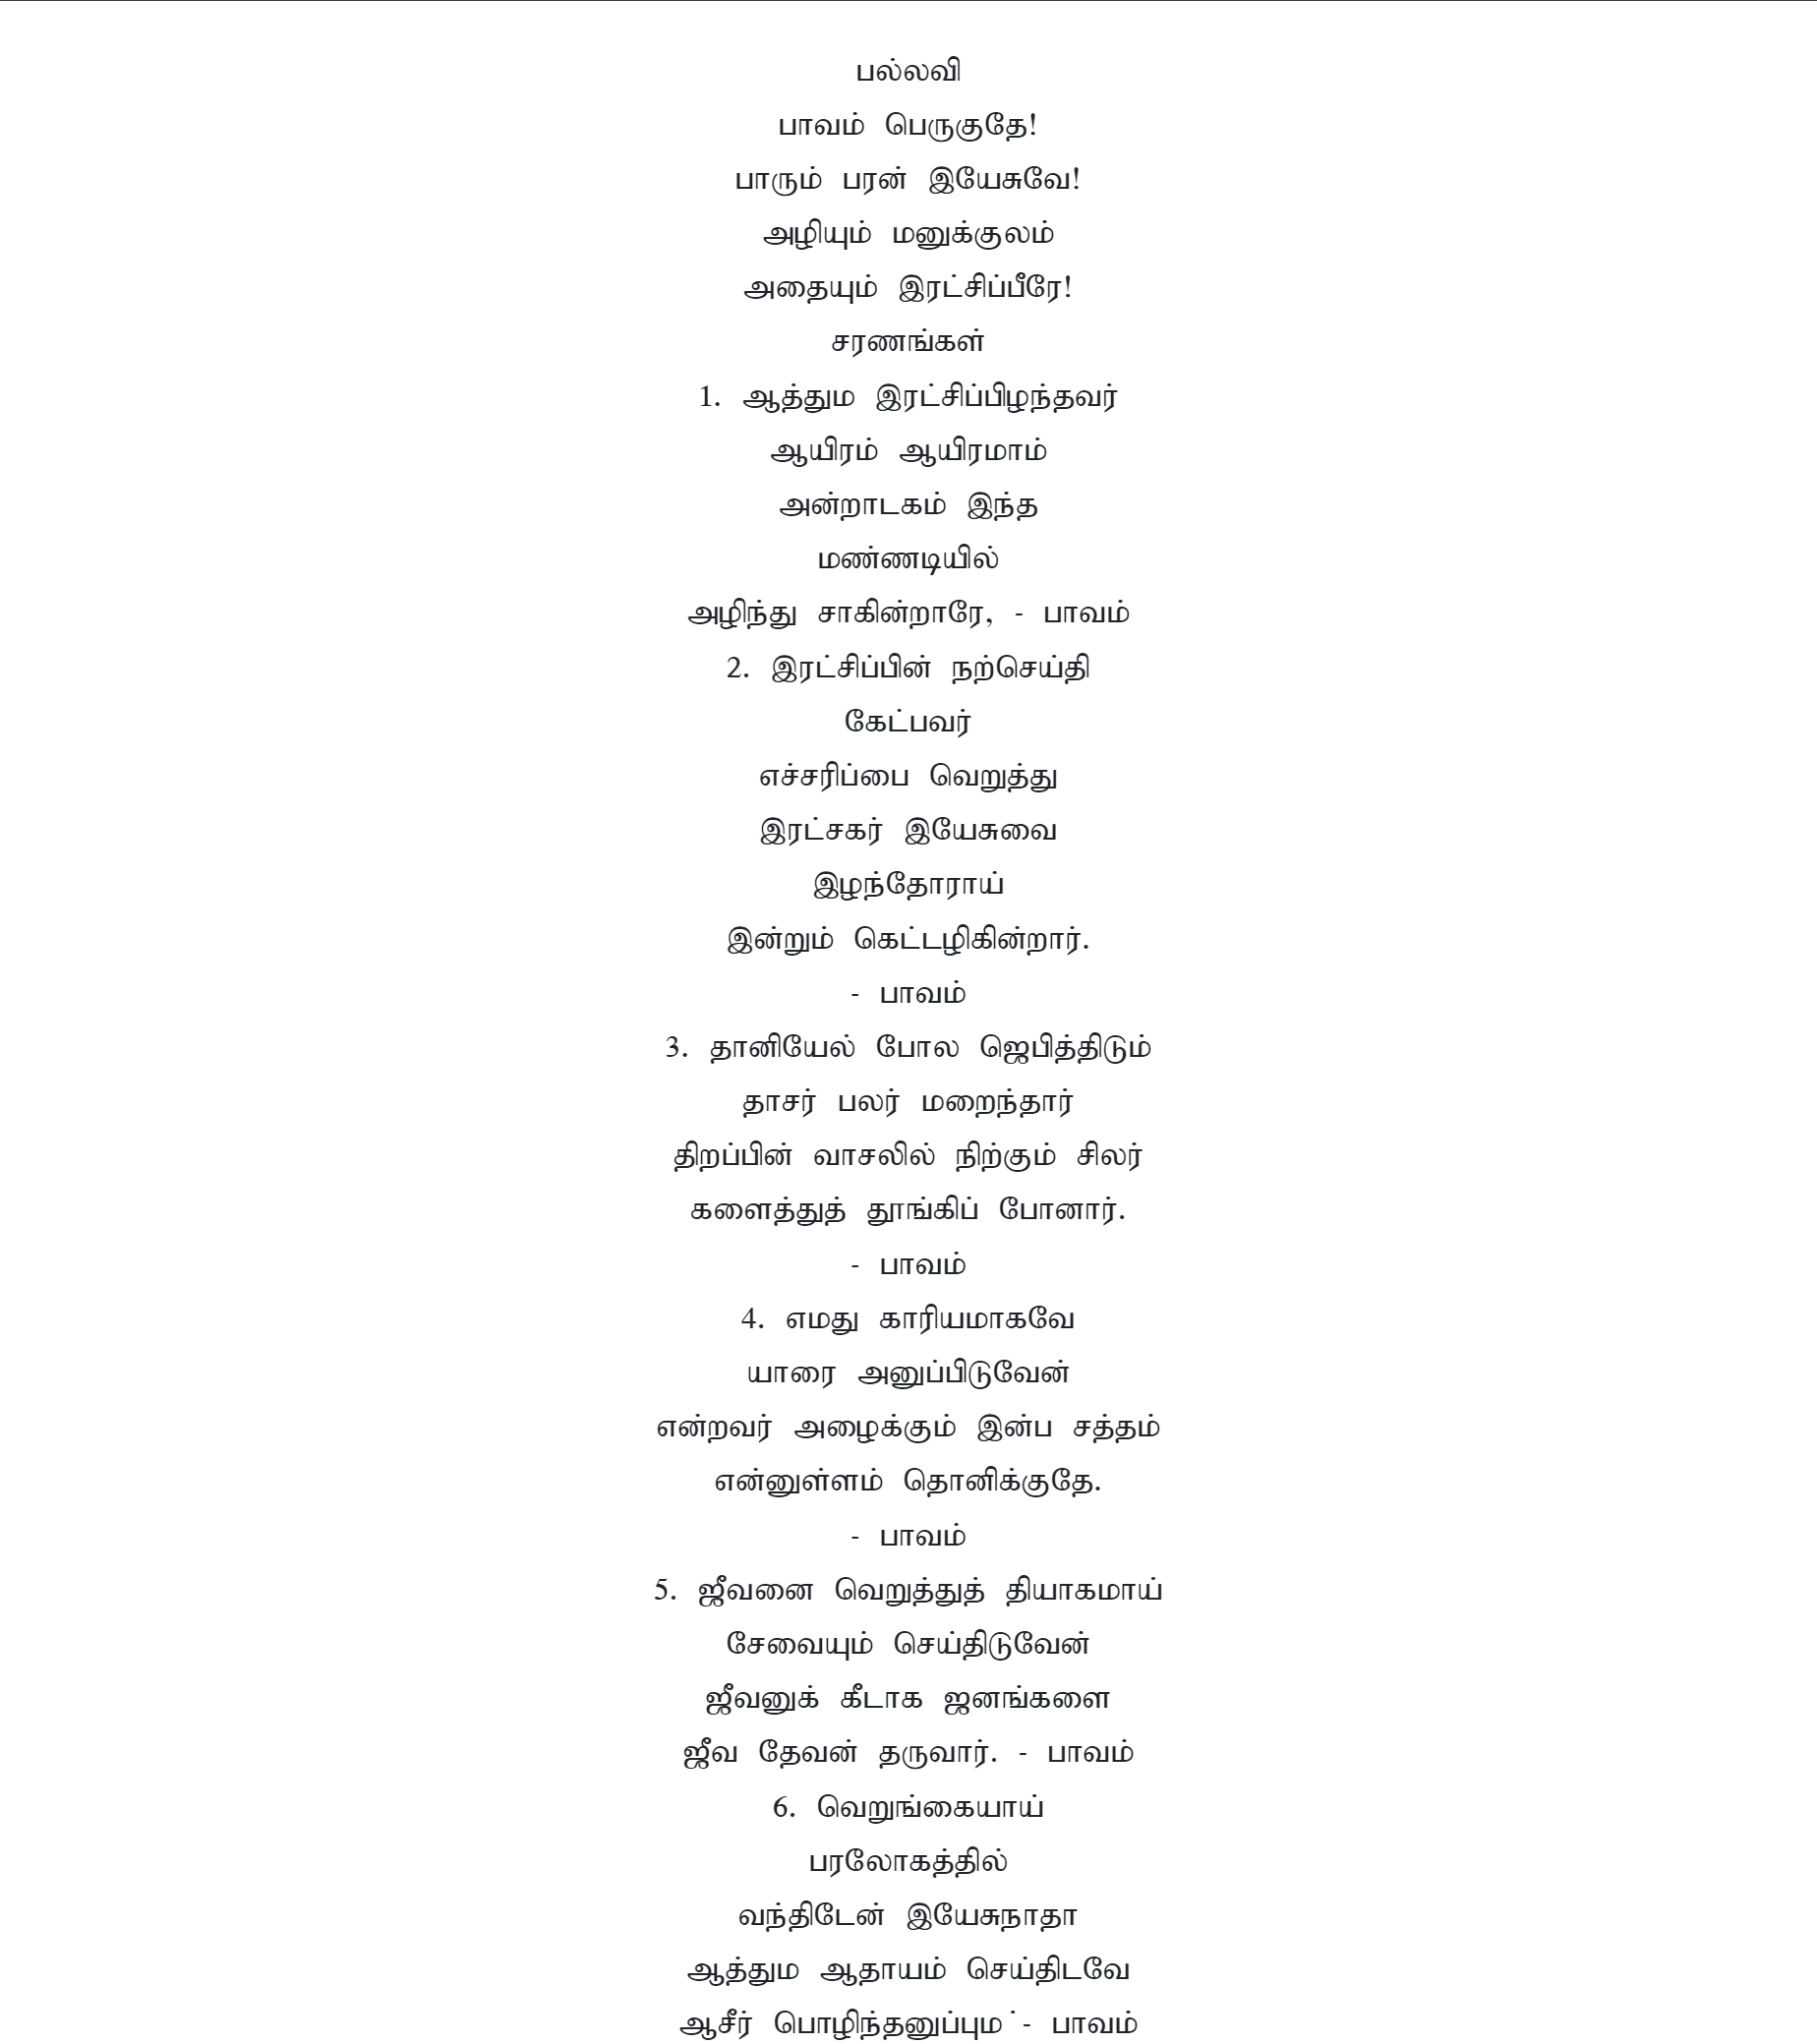 பல்லவி
பாவம் பெருகுதே!
பாரும் பரன் இயேசுவே!
அழியும் மனுக்குலம்
அதையும் இரட்சிப்பீரே!
சரணங்கள்
1. ஆத்தும இரட்சிப்பிழந்தவர்
ஆயிரம் ஆயிரமாம்
அன்றாடகம் இந்த
மண்ணடியில்
அழிந்து சாகின்றாரே, - பாவம்
2. இரட்சிப்பின் நற்செய்தி
கேட்பவர்
எச்சரிப்பை வெறுத்து
இரட்சகர் இயேசுவை
இழந்தோராய்
இன்றும் கெட்டழிகின்றார்.
- பாவம்
3. தானியேல் போல ஜெபித்திடும்
தாசர் பலர் மறைந்தார்
திறப்பின் வாசலில் நிற்கும் சிலர்
களைத்துத் தூங்கிப் போனார்.
- பாவம்
4. எமது காரியமாகவே
யாரை அனுப்பிடுவேன்
என்றவர் அழைக்கும் இன்ப சத்தம்
என்னுள்ளம் தொனிக்குதே.
- பாவம்
5. ஜீவனை வெறுத்துத் தியாகமாய்
சேவையும் செய்திடுவேன்
ஜீவனுக் கீடாக ஜனங்களை
ஜீவ தேவன் தருவார். - பாவம்
6. வெறுங்கையாய்
பரலோகத்தில்
வந்திடேன் இயேசுநாதா
ஆத்தும ஆதாயம் செய்திடவே
ஆசீர் பொழிந்தனுப்பும ்- பாவம்